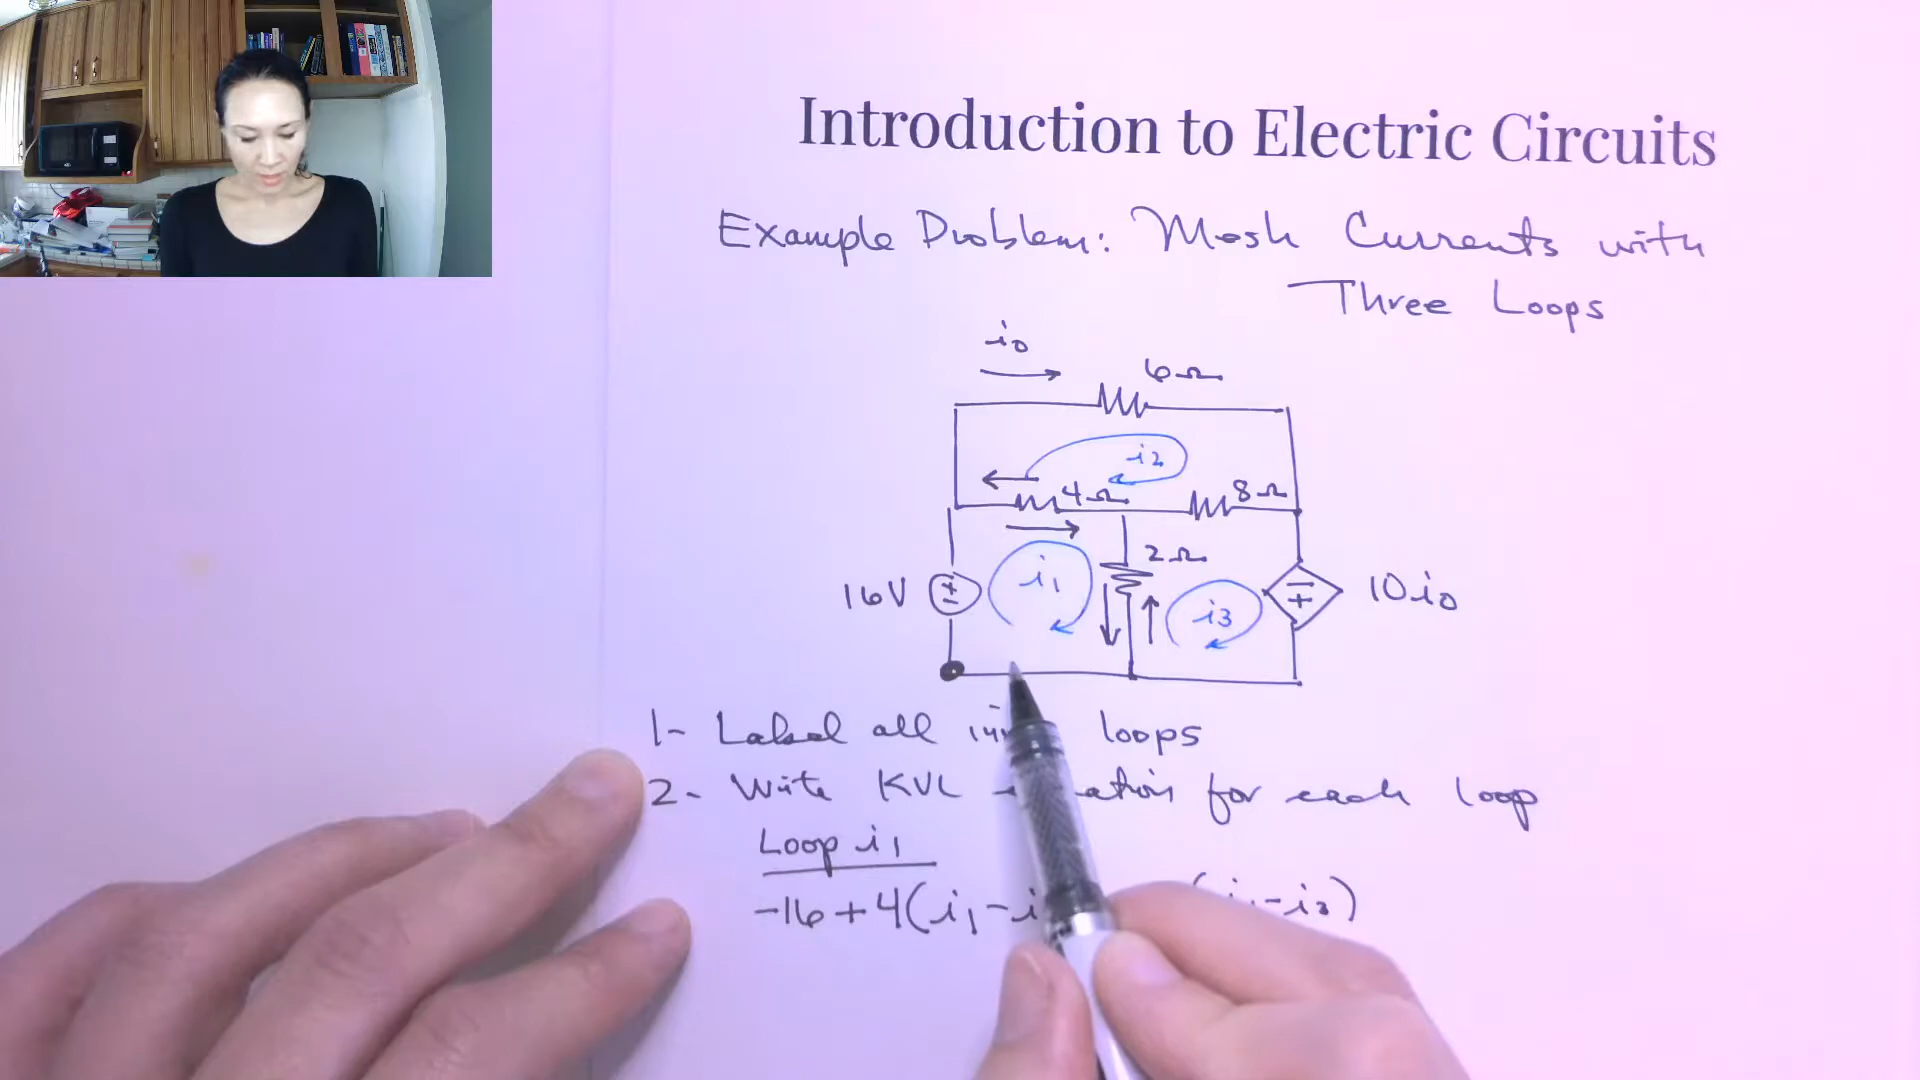 Introduction to Electric Circuits
Example Problem: Mesh Currents with
Three Loops
i0
6Ω
i2
4Ω
8Ω
2Ω
16V
+
-
i1
i3
-
+
10i0
1- Label all loops
2- Write KVL for each loop
Loop i1
-16+4(i1-i